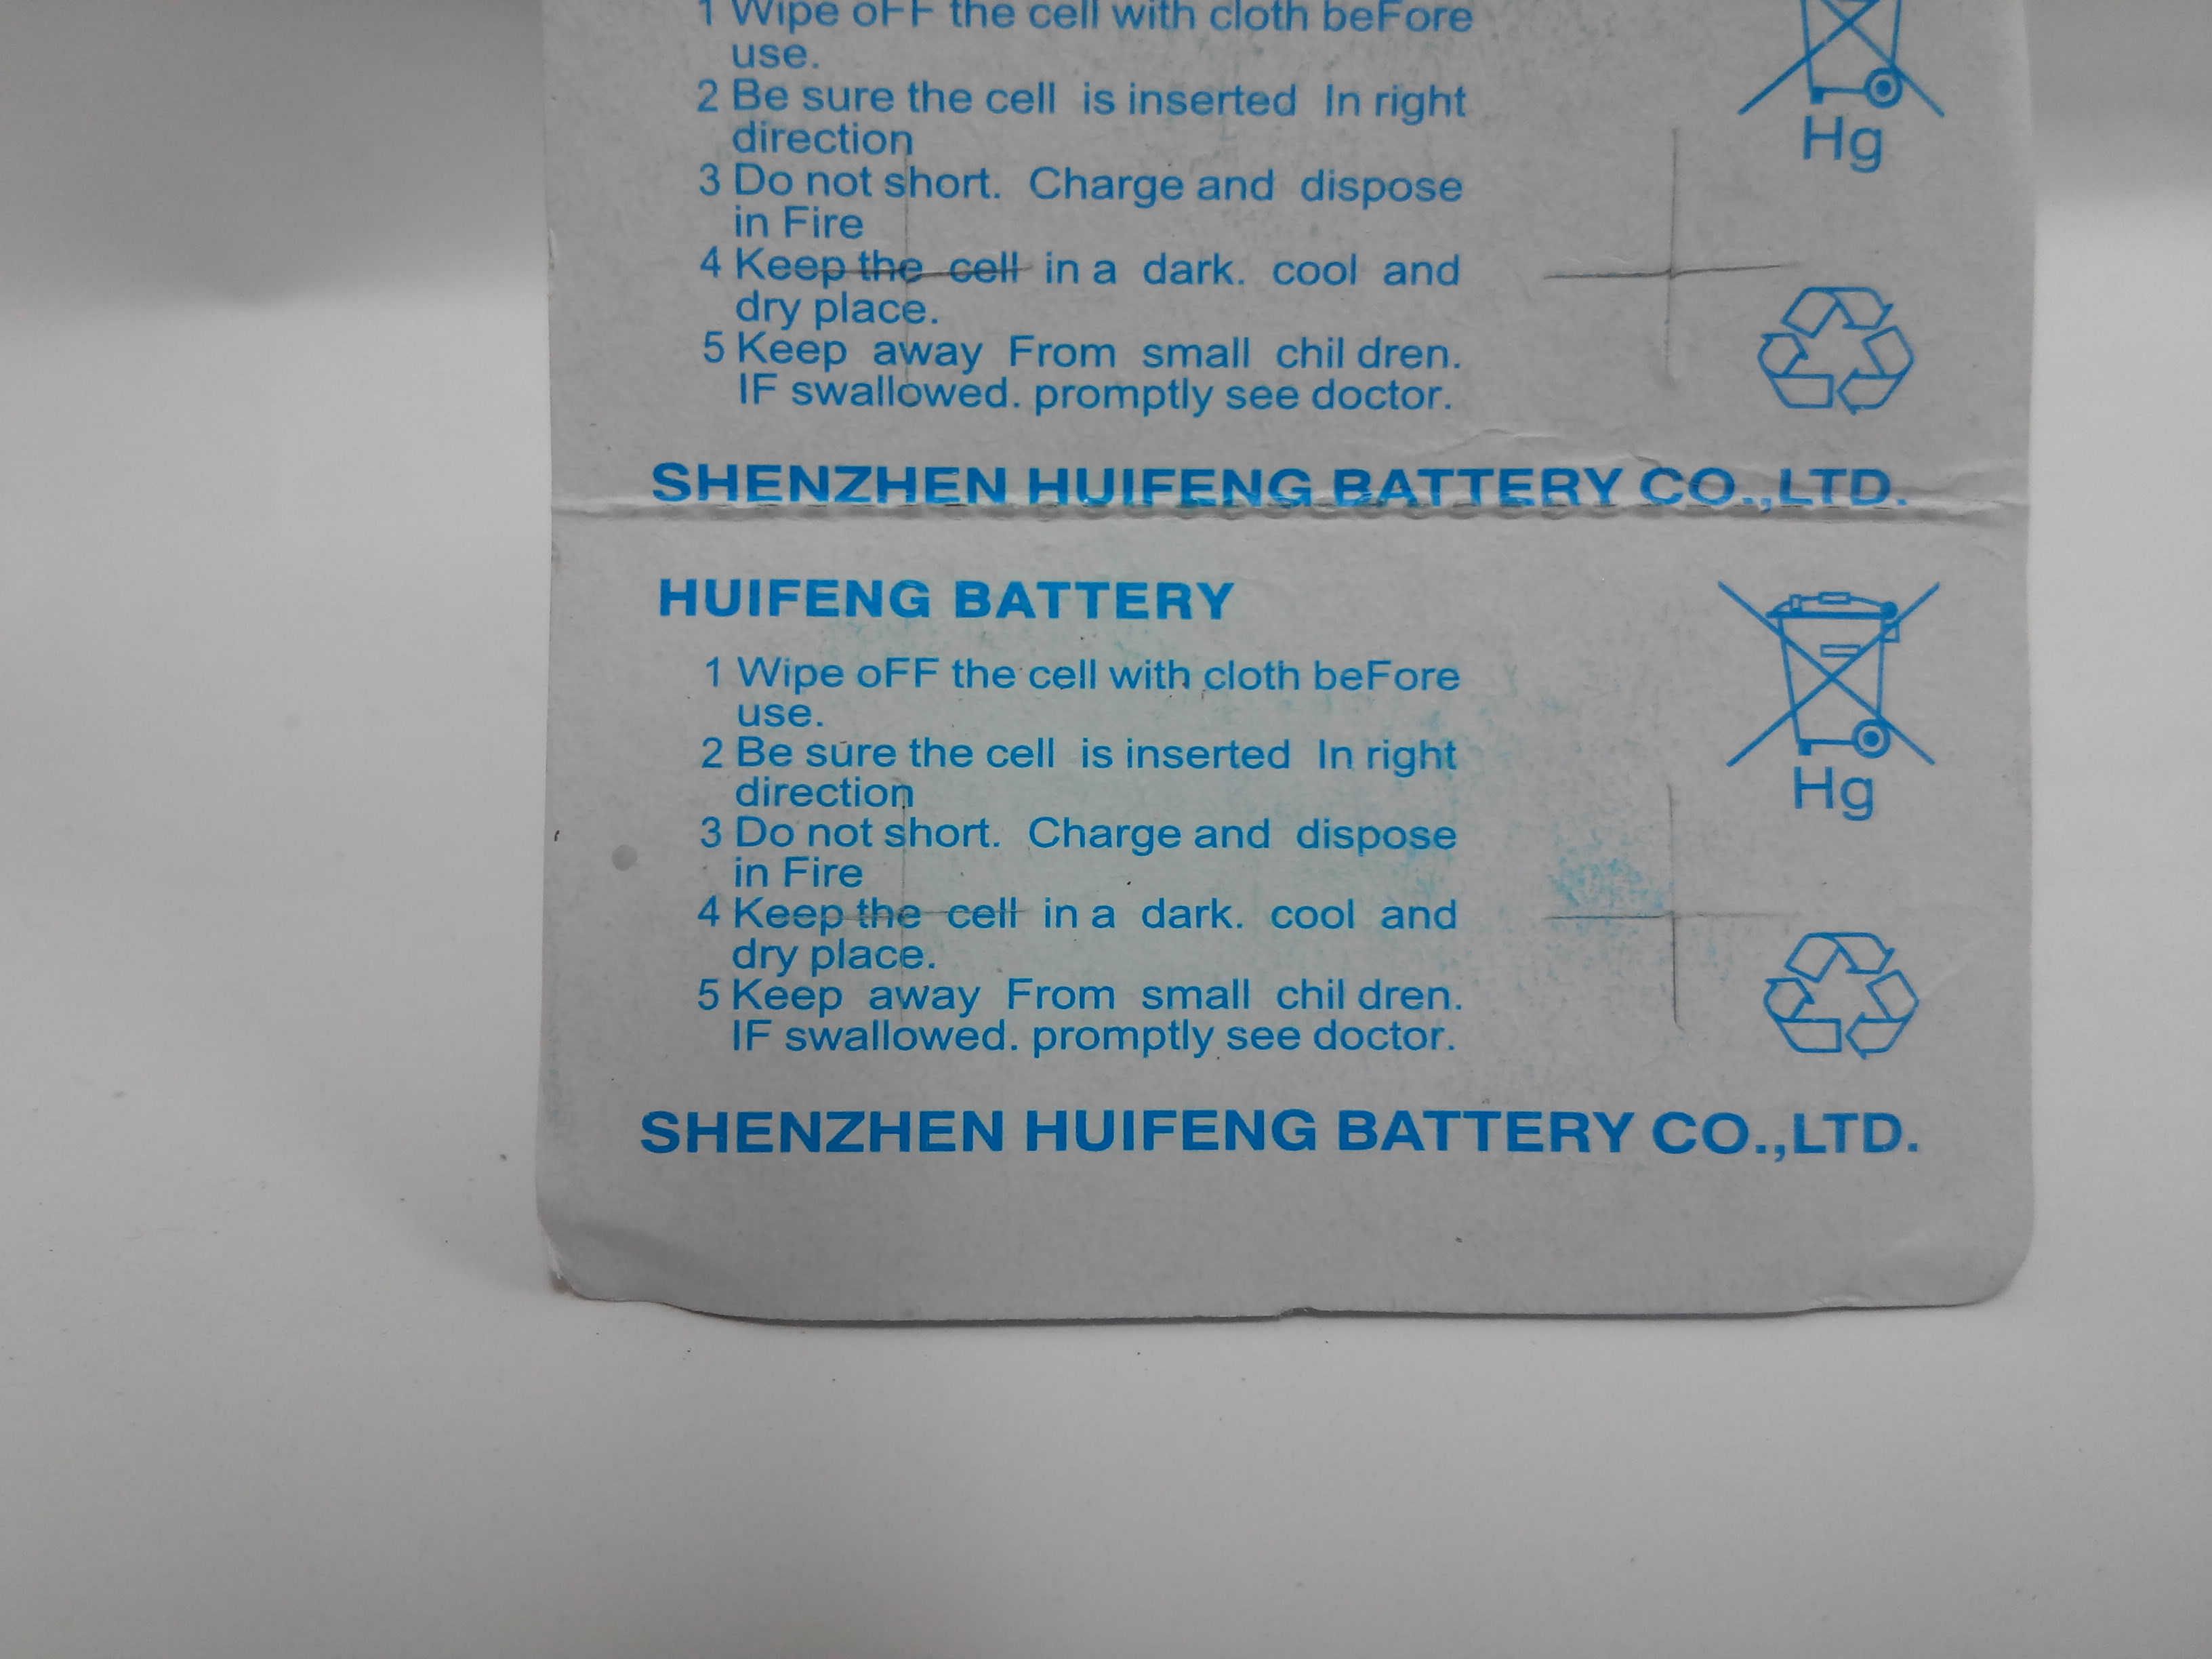 1 Wipe oFF the cell with cloth beFore
use.
2 Be sure the cell is inserted In right
direction
3 Do not short. Charge and dispose
in Fire
4 Keep the cell in a dark. cool and
dry place.
5 Keep away From small chil dren.
IF swallowed. promptly see doctor.
Hg
SHENZHEN HUIFENG BATTERY CO.,LTD.
HUIFENG BATTERY
1 Wipe oFF the cell with cloth beFore
use.
2 Be sure the cell is inserted In right
direction
3 Do not short. Charge and dispose
in Fire
4 Keep the cell in a dark. cool and
dry place.
5 Keep away From small chil dren.
IF swallowed. promptly see doctor.
Hg
SHENZHEN HUIFENG BATTERY CO.,LTD.